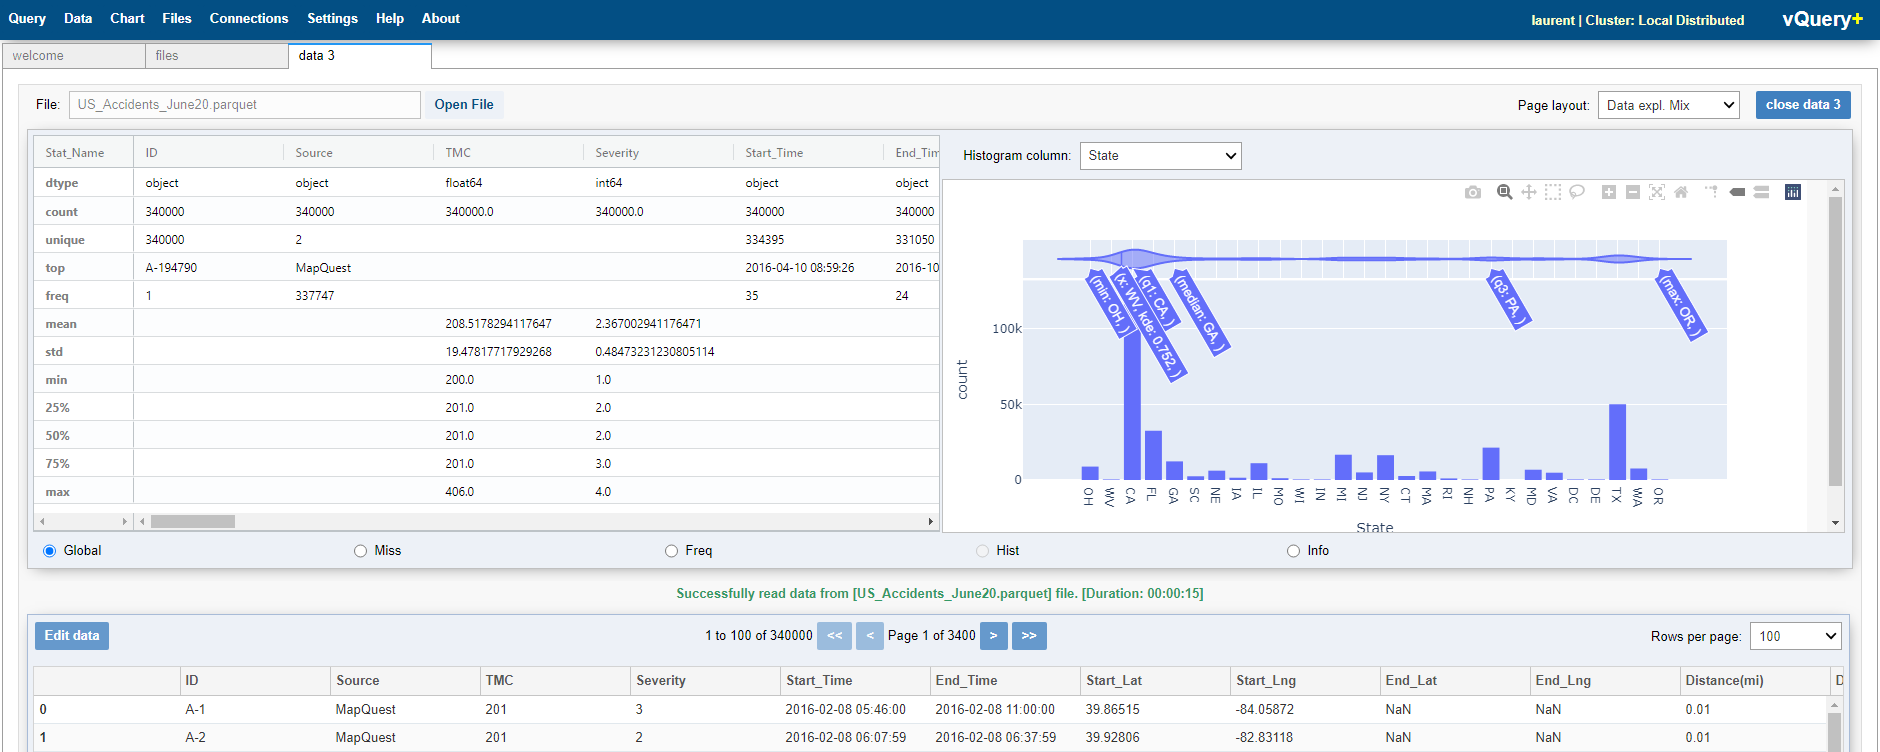 Query Data Chart Files Connections Settings Help About laurent | Cluster: Local Distributed vQuery+
welcome files data 3
File: US_Accidents_June20.parquet Open File Page layout: Data expl. Mix close data 3
Stat_Name ID Source TMC Severity Start_Time End_Tim
dtype object object float64 int64 object object
count 340000 340000 340000.0 340000.0 340000 340000
unique 340000 2 334395 331050
top A-194790 MapQuest 2016-04-10 08:59:26 2016-10
freq 1 337747 35 24
mean 208.5178294117647 2.367002941176471
std 19.47817717929268 0.48473231230805114
min 200.0 1.0
25% 201.0 2.0
50% 201.0 2.0
75% 201.0 3.0
max 406.0 4.0
Histogram column: State
(min: OH, )
(x: WV, kde: 0.752, )
(q1: CA, )
(median: GA, )
(q3: PA, )
(max: OR, )
100k
50k
0
count
OH WV CA FL GA SC NE IA IL MO WI IN MI NJ NY CT MA RI NH PA KY MD VA DC DE TX WA OR
State
Global Miss Freq Hist Info
Successfully read data from [US_Accidents_June20.parquet] file. [Duration: 00:00:15]
Edit data 1 to 100 of 340000 << < Page 1 of 3400 > >> Rows per page: 100
ID Source TMC Severity Start_Time End_Time Start_Lat Start_Lng End_Lat End_Lng Distance(mi) D
0 A-1 MapQuest 201 3 2016-02-08 05:46:00 2016-02-08 11:00:00 39.86515 -84.05872 NaN NaN 0.01
1 A-2 MapQuest 201 2 2016-02-08 06:07:59 2016-02-08 06:37:59 39.92806 -82.83118 NaN NaN 0.01